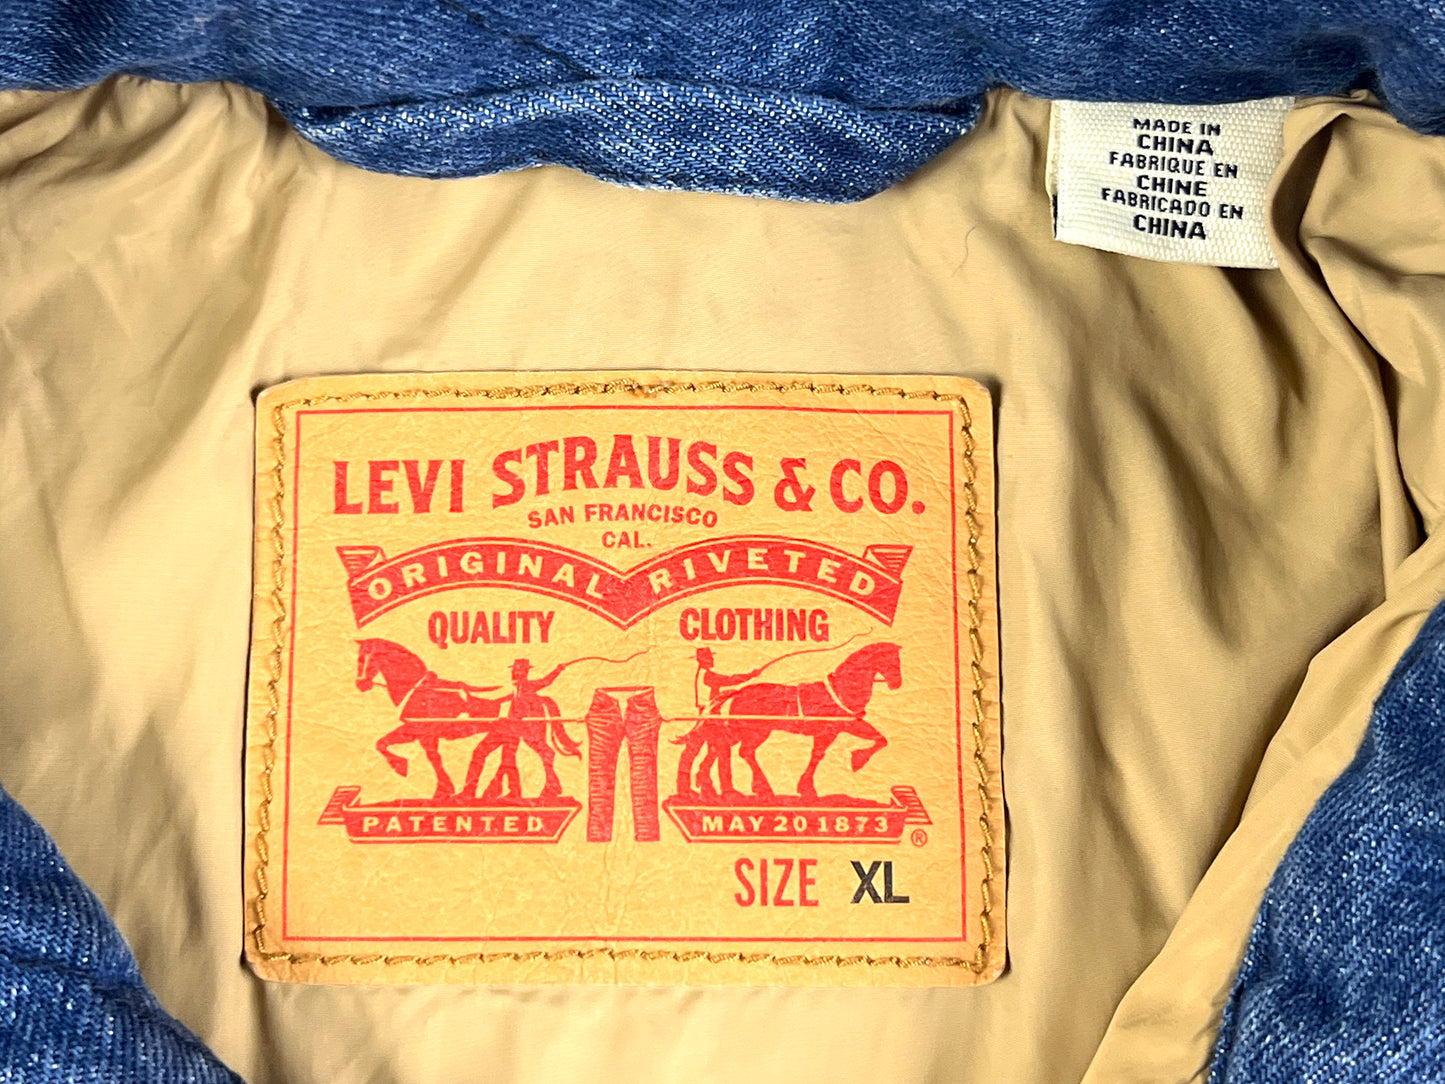 MADE IN
CHINA
FABRIQUE EN
CHINE
FABRICADO EN
CHINA
LEVI STRAUSS & CO.
SAN FRANCISCO
CAL.
ORIGINAL RIVETED
QUALITY CLOTHING
PATENTED MAY 20 1873 ®
SIZE XL